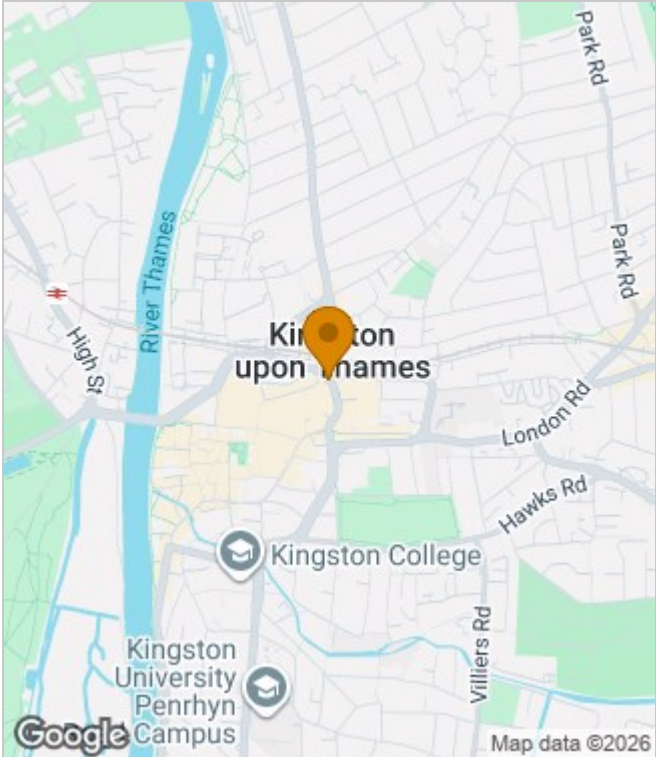 Park Rd
River Thames
Park Rd
High St
Kingston
upon Thames
London Rd
Hawks Rd
Kingston College
Villiers Rd
Kingston
University
Penrhyn
Campus
Google
Map data ©2026